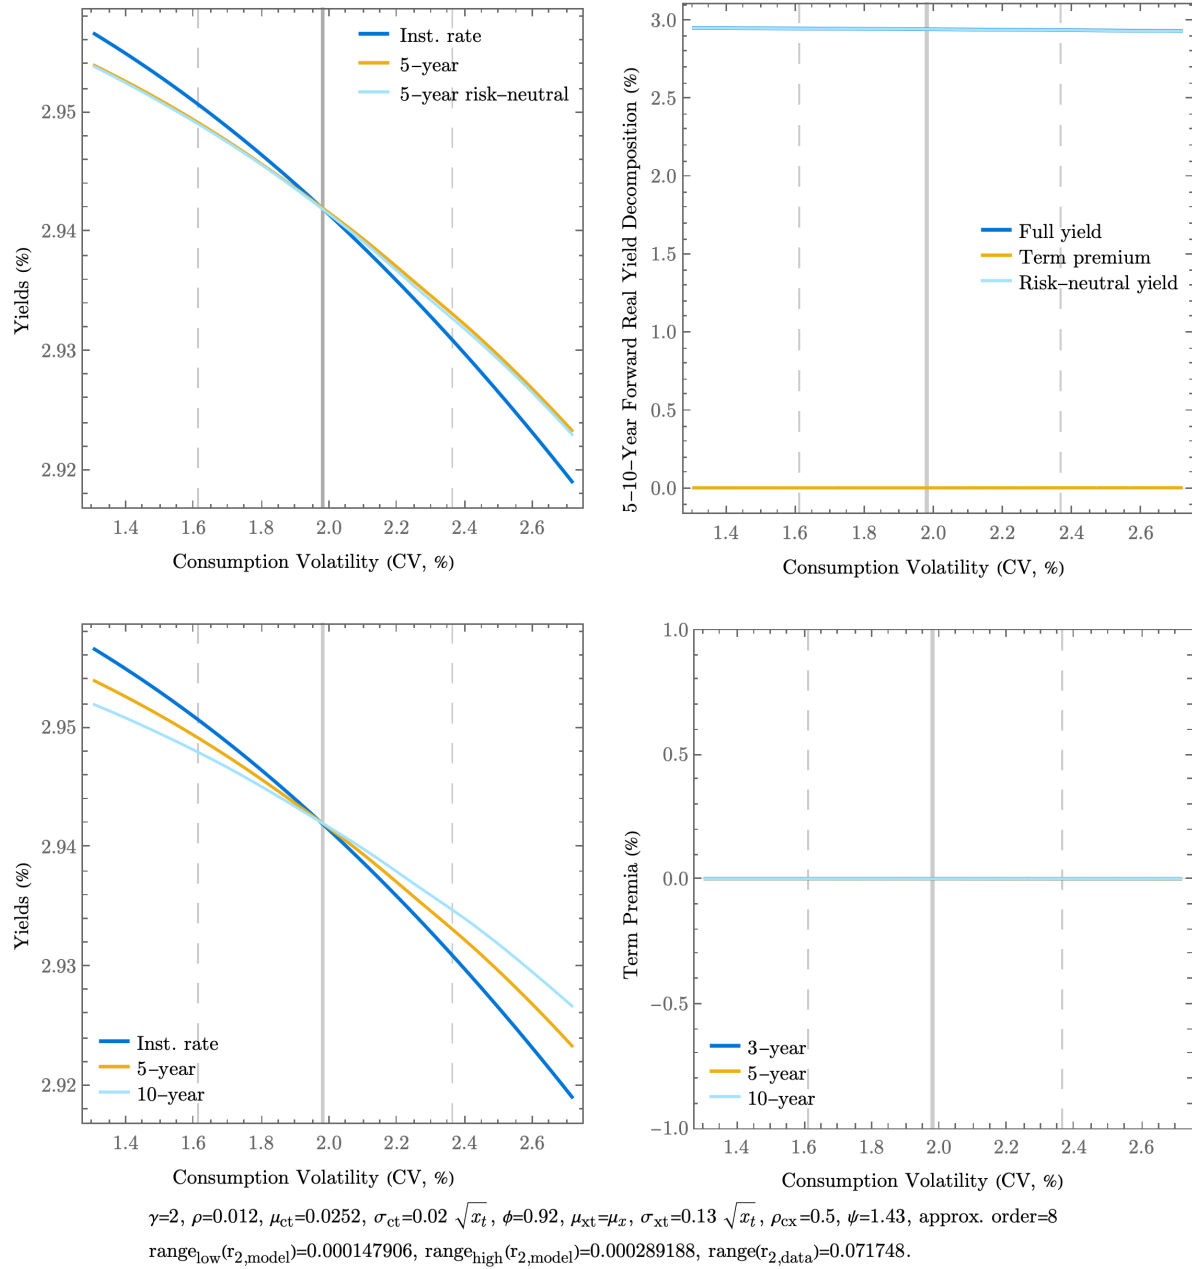 Inst. rate
5-year
5-year risk-neutral
2.95
2.94
2.93
2.92
Yields (%)
1.4 1.6 1.8 2.0 2.2 2.4 2.6
Consumption Volatility (CV, %)
5-10-Year Forward Real Yield Decomposition (%)
3.0
2.5
2.0
1.5
1.0
0.5
0.0
Full yield
Term premium
Risk-neutral yield
1.4 1.6 1.8 2.0 2.2 2.4 2.6
Consumption Volatility (CV, %)
2.95
2.94
2.93
2.92
Yields (%)
Inst. rate
5-year
10-year
1.4 1.6 1.8 2.0 2.2 2.4 2.6
Consumption Volatility (CV, %)
1.0
0.5
0.0
-0.5
-1.0
Term Premia (%)
3-year
5-year
10-year
1.4 1.6 1.8 2.0 2.2 2.4 2.6
Consumption Volatility (CV, %)
γ=2, ρ=0.012, μct=0.0252, σct=0.02 √xt, ϕ=0.92, μxt=μx, σxt=0.13 √xt, ρcx=0.5, ψ=1.43, approx. order=8
rangelow(r2,model)=0.000147906, rangehigh(r2,model)=0.000289188, range(r2,data)=0.071748.